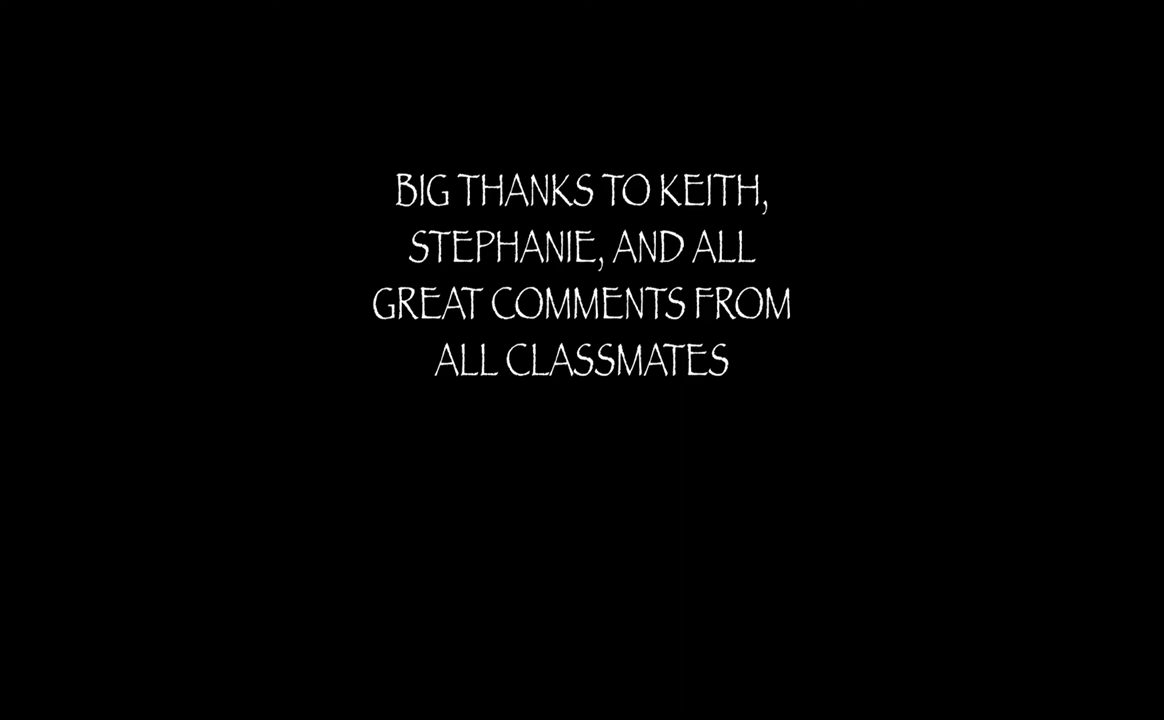 BIG THANKS TO KEITH,
STEPHANIE, AND ALL
GREAT COMMENTS FROM
ALL CLASSMATES